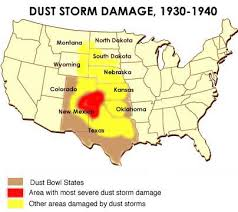 DUST STORM DAMAGE, 1930-1940
North Dakota
Montana
South Dakota
Wyoming
Nebraska
Colorado
Kansas
New Mexico
Oklahoma
Texas
Dust Bowl States
Area with most severe dust storm damage
Other areas damaged by dust storms